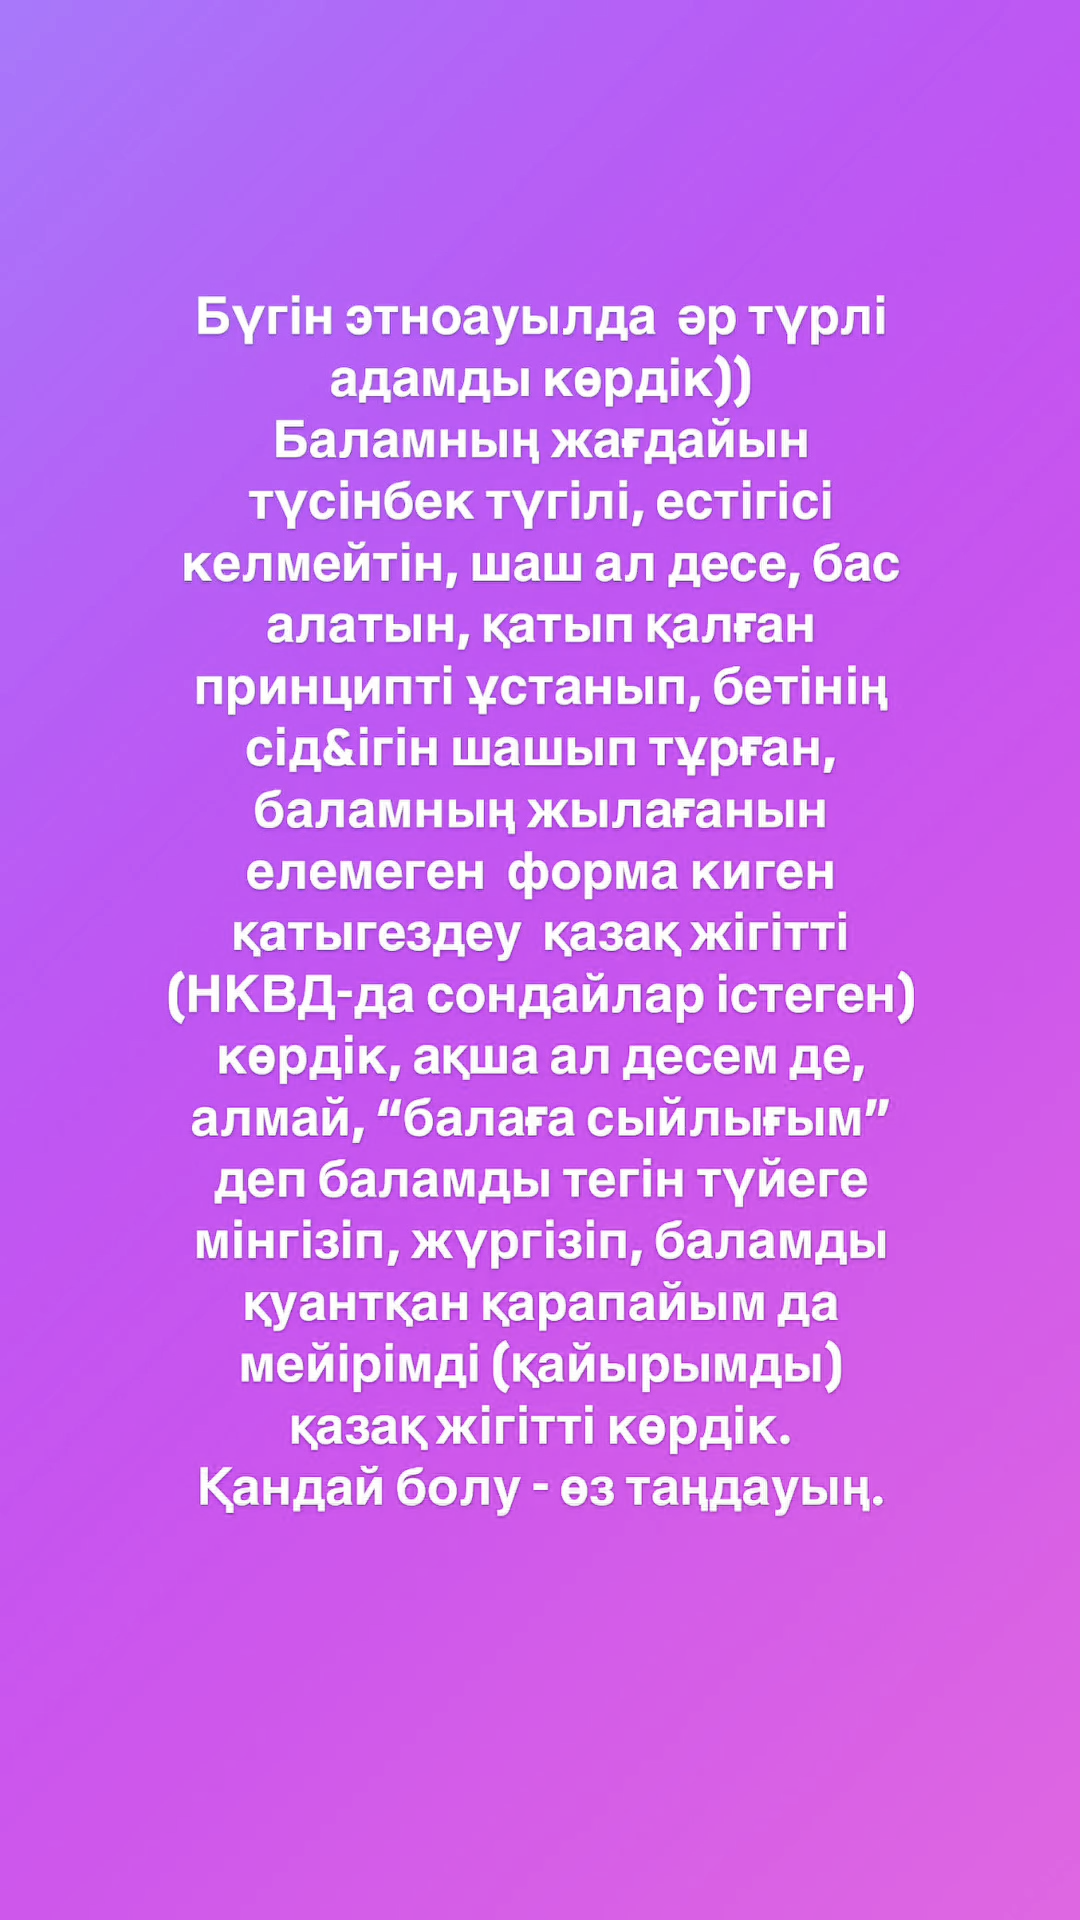 Бүгін этноауылда  әр түрлі
адамды көрдік))
Баламның жағдайын
түсінбек түгілі, естігісі
келмейтін, шаш ал десе, бас
алатын, қатып қалған
принципті ұстанып, бетінің
сід&ігін шашып тұрған,
баламның жылағанын
елемеген  форма киген
қатыгездеу  қазақ жігітті
(НКВД-да сондайлар істеген)
көрдік, ақша ал десем де,
алмай, “балаға сыйлығым”
деп баламды тегін түйеге
мінгізіп, жүргізіп, баламды
қуантқан қарапайым да
мейірімді (қайырымды)
қазақ жігітті көрдік.
Қандай болу - өз таңдауың.